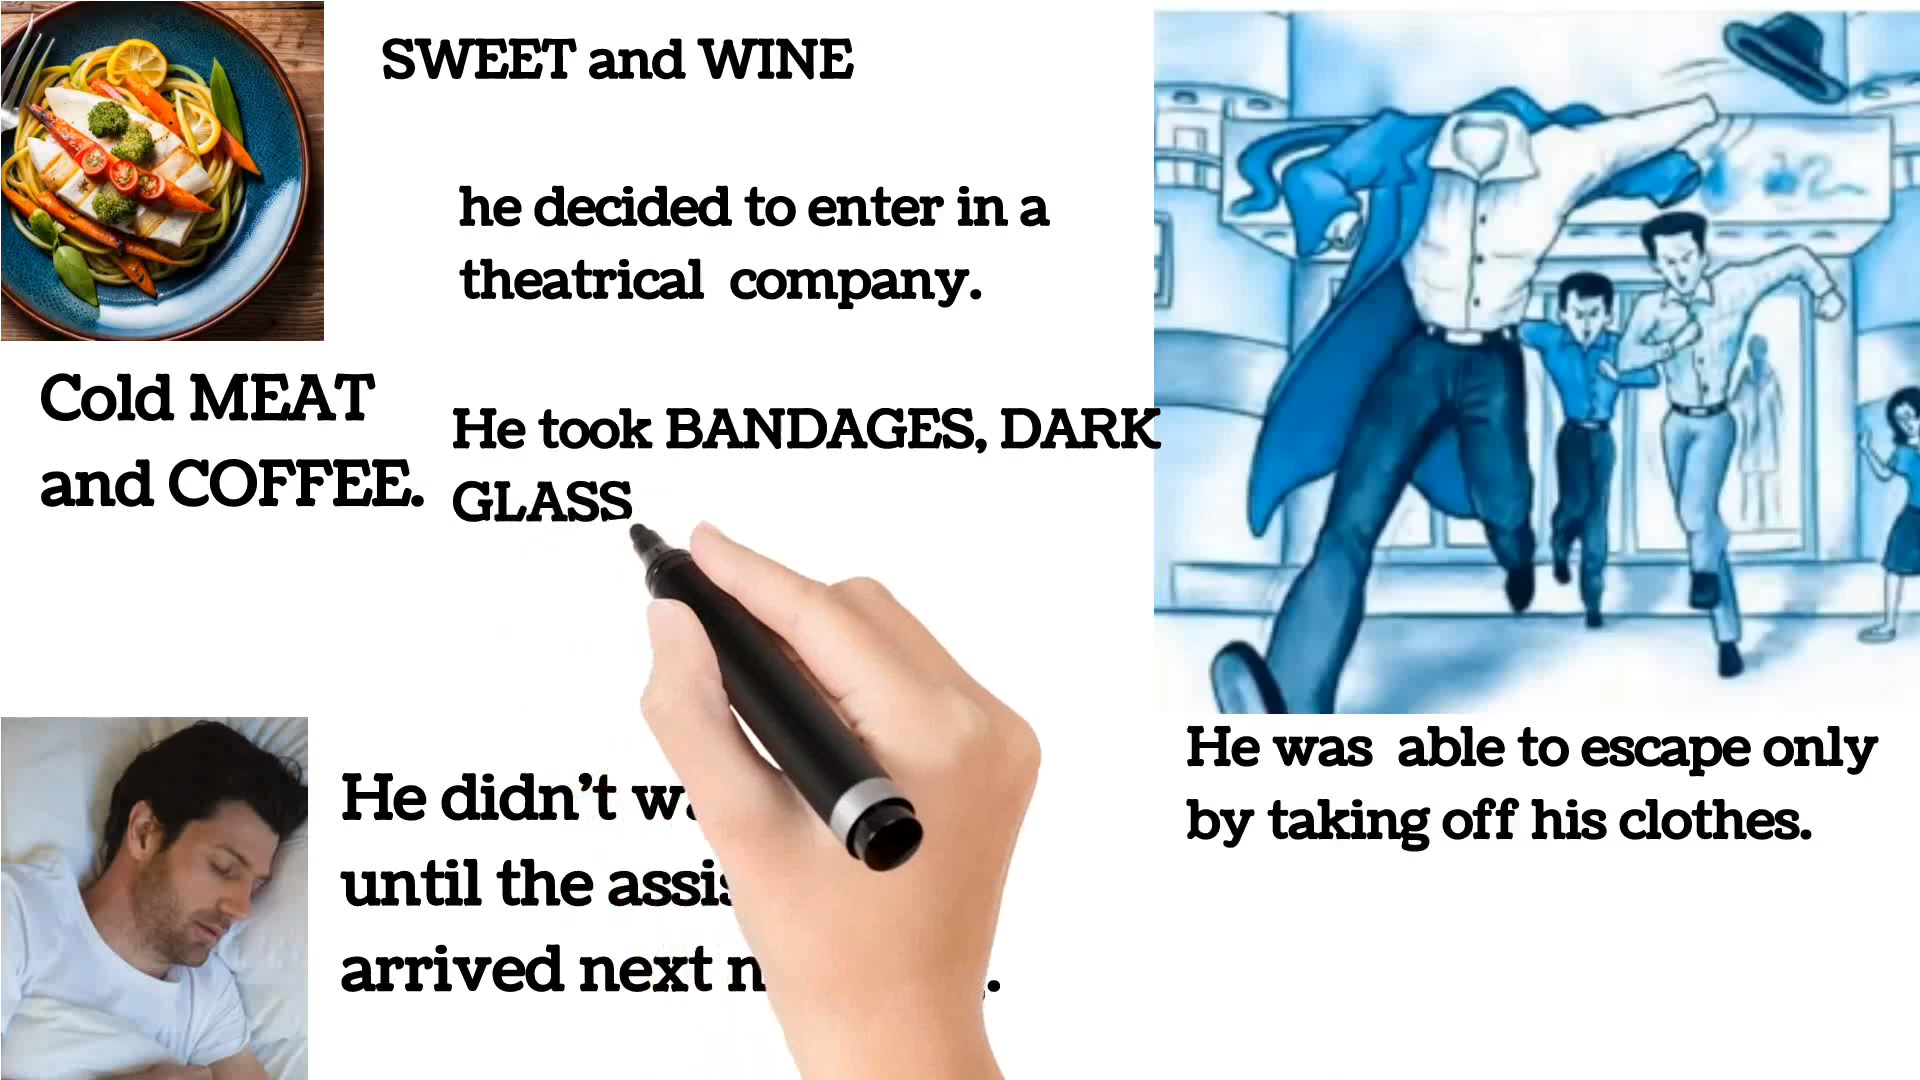 SWEET and WINE
he decided to enter in a
theatrical company.
Cold MEAT
and COFFEE.
He took BANDAGES, DARK
GLASS
He didn't
until the
arrived next
He was able to escape only
by taking off his clothes.